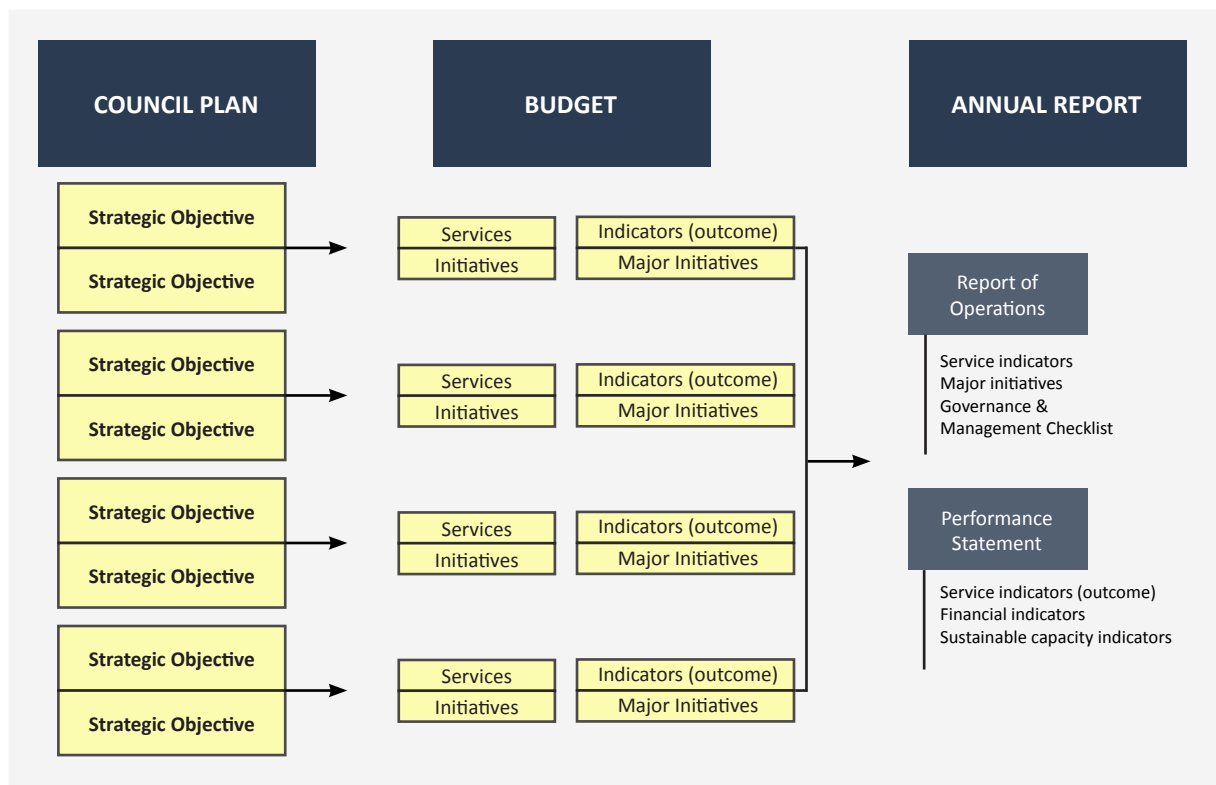 COUNCIL PLAN
BUDGET
ANNUAL REPORT
Strategic Objective
Strategic Objective
Services
Initiatives
Indicators (outcome)
Major Initiatives
Strategic Objective
Strategic Objective
Services
Initiatives
Indicators (outcome)
Major Initiatives
Strategic Objective
Strategic Objective
Services
Initiatives
Indicators (outcome)
Major Initiatives
Strategic Objective
Strategic Objective
Services
Initiatives
Indicators (outcome)
Major Initiatives
Report of
Operations
Service indicators
Major initiatives
Governance &
Management Checklist
Performance
Statement
Service indicators (outcome)
Financial indicators
Sustainable capacity indicators